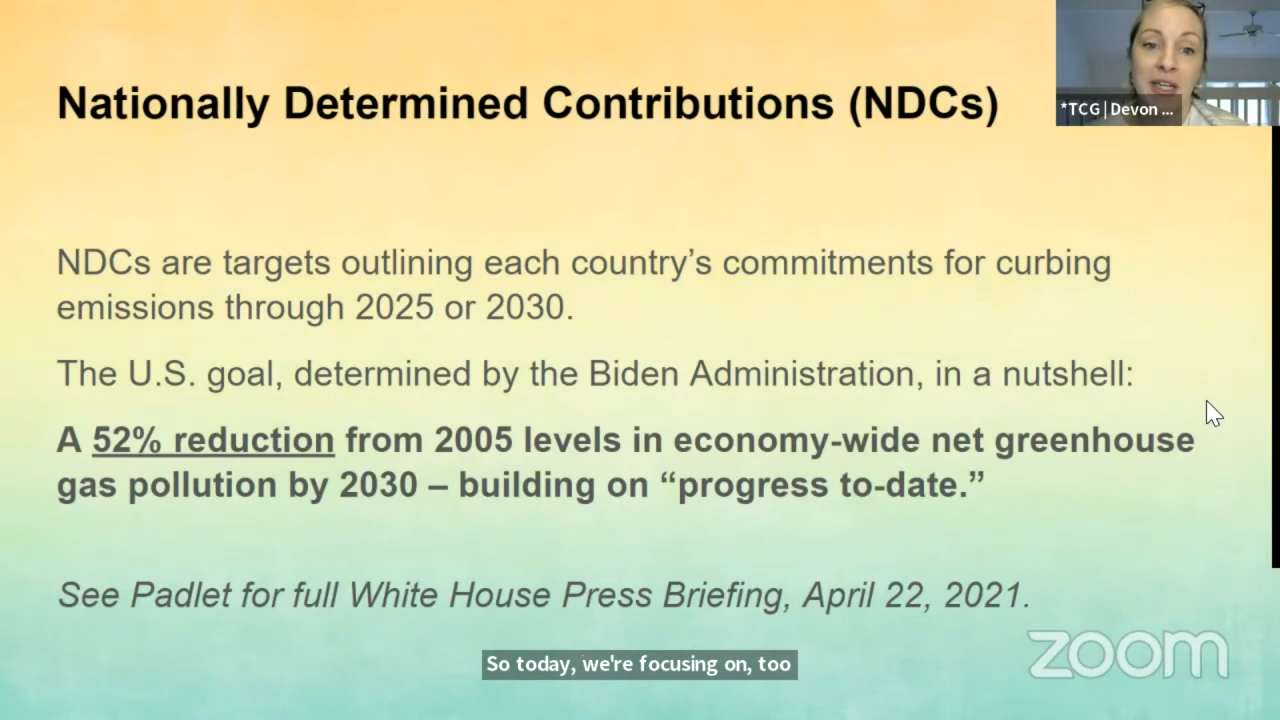 Nationally Determined Contributions (NDCs)
*TCG | Devon ...
NDCs are targets outlining each country’s commitments for curbing
emissions through 2025 or 2030.
The U.S. goal, determined by the Biden Administration, in a nutshell:
A 52% reduction from 2005 levels in economy-wide net greenhouse
gas pollution by 2030 – building on “progress to-date.”
See Padlet for full White House Press Briefing, April 22, 2021.
zoom
So today, we're focusing on, too